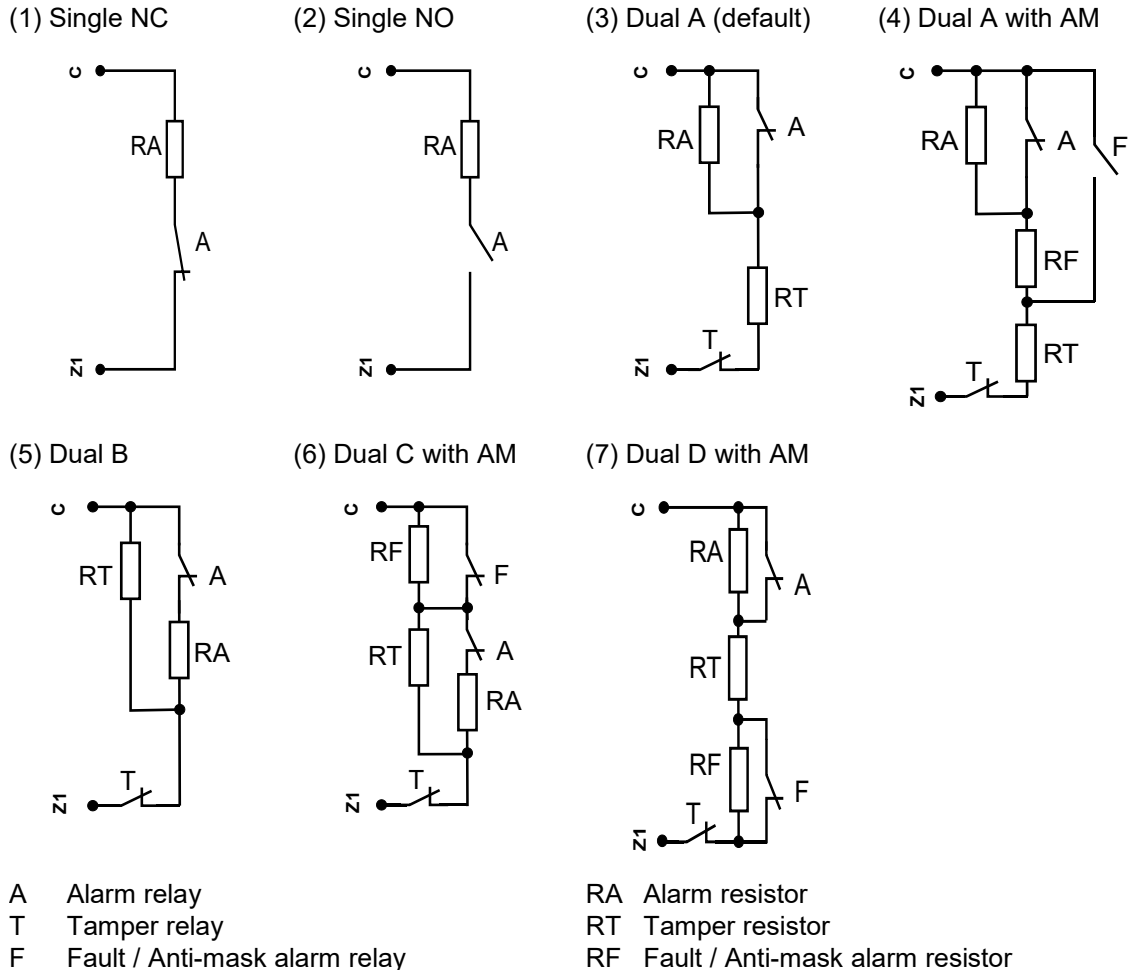 (1) Single NC
(2) Single NO
(3) Dual A (default)
(4) Dual A with AM
C
RA
A
Z1
C
RA
A
Z1
C
RA
A
RT
T
Z1
C
RA
A
F
RF
RT
T
Z1
(5) Dual B
(6) Dual C with AM
(7) Dual D with AM
C
RT
A
RA
T
Z1
C
RF
F
RT
A
RA
T
Z1
C
RA
A
RT
RF
F
T
Z1
A Alarm relay
T Tamper relay
F Fault / Anti-mask alarm relay
RA Alarm resistor
RT Tamper resistor
RF Fault / Anti-mask alarm resistor